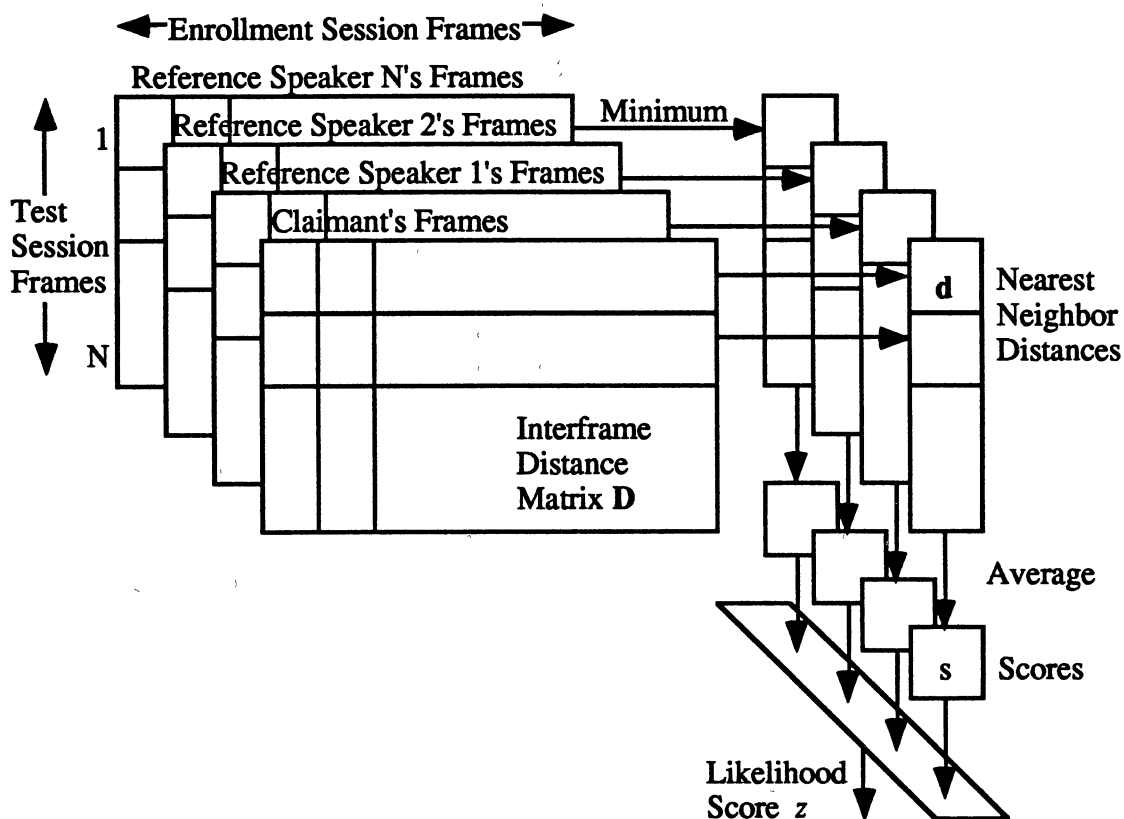 Enrollment Session Frames
Reference Speaker N's Frames
Reference Speaker 2's Frames
Reference Speaker 1's Frames
Claimant's Frames
Minimum
1
Test
Session
Frames
N
d
Nearest
Neighbor
Distances
Interframe
Distance
Matrix D
Average
s
Scores
Likelihood
Score z